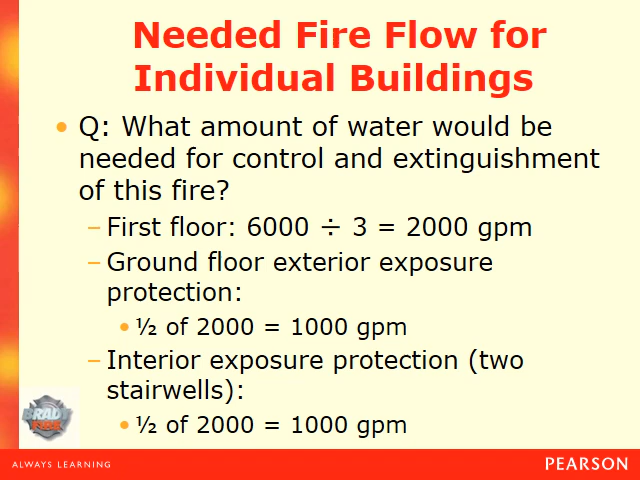 Needed Fire Flow for
Individual Buildings
• Q: What amount of water would be
needed for control and extinguishment
of this fire?
– First floor: 6000 ÷ 3 = 2000 gpm
– Ground floor exterior exposure
protection:
• ½ of 2000 = 1000 gpm
– Interior exposure protection (two
stairwells):
• ½ of 2000 = 1000 gpm
BRADY
FIRE
ALWAYS LEARNING
PEARSON